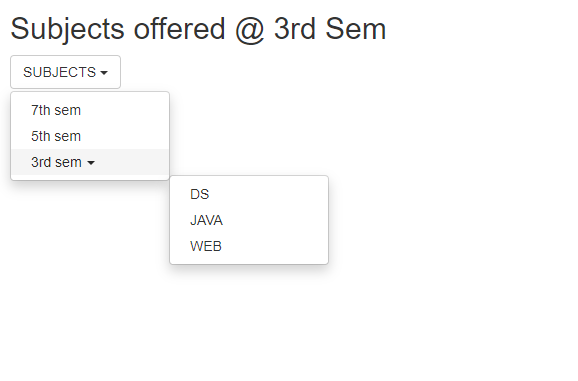 Subjects offered @ 3rd Sem
SUBJECTS
7th sem
5th sem
3rd sem
DS
JAVA
WEB